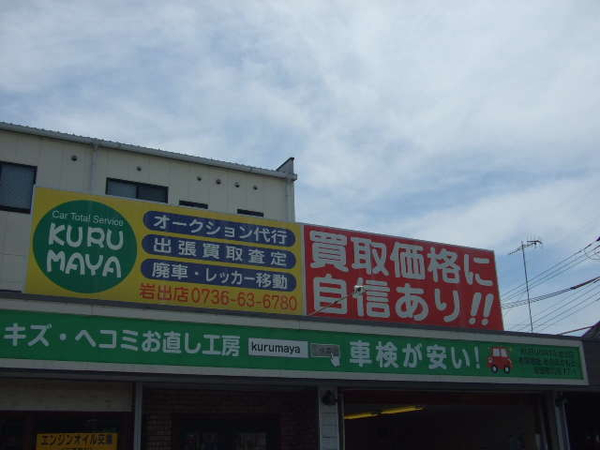 Car Total Service
KURU
MAYA
オークション代行
出張買取査定
廃車・レッカー移動
岩出店 0736-63-6780
買取価格に
自信あり!!
キズ・ヘコミお直し工房 kurumaya 車検が安い!
エンジンオイル交換